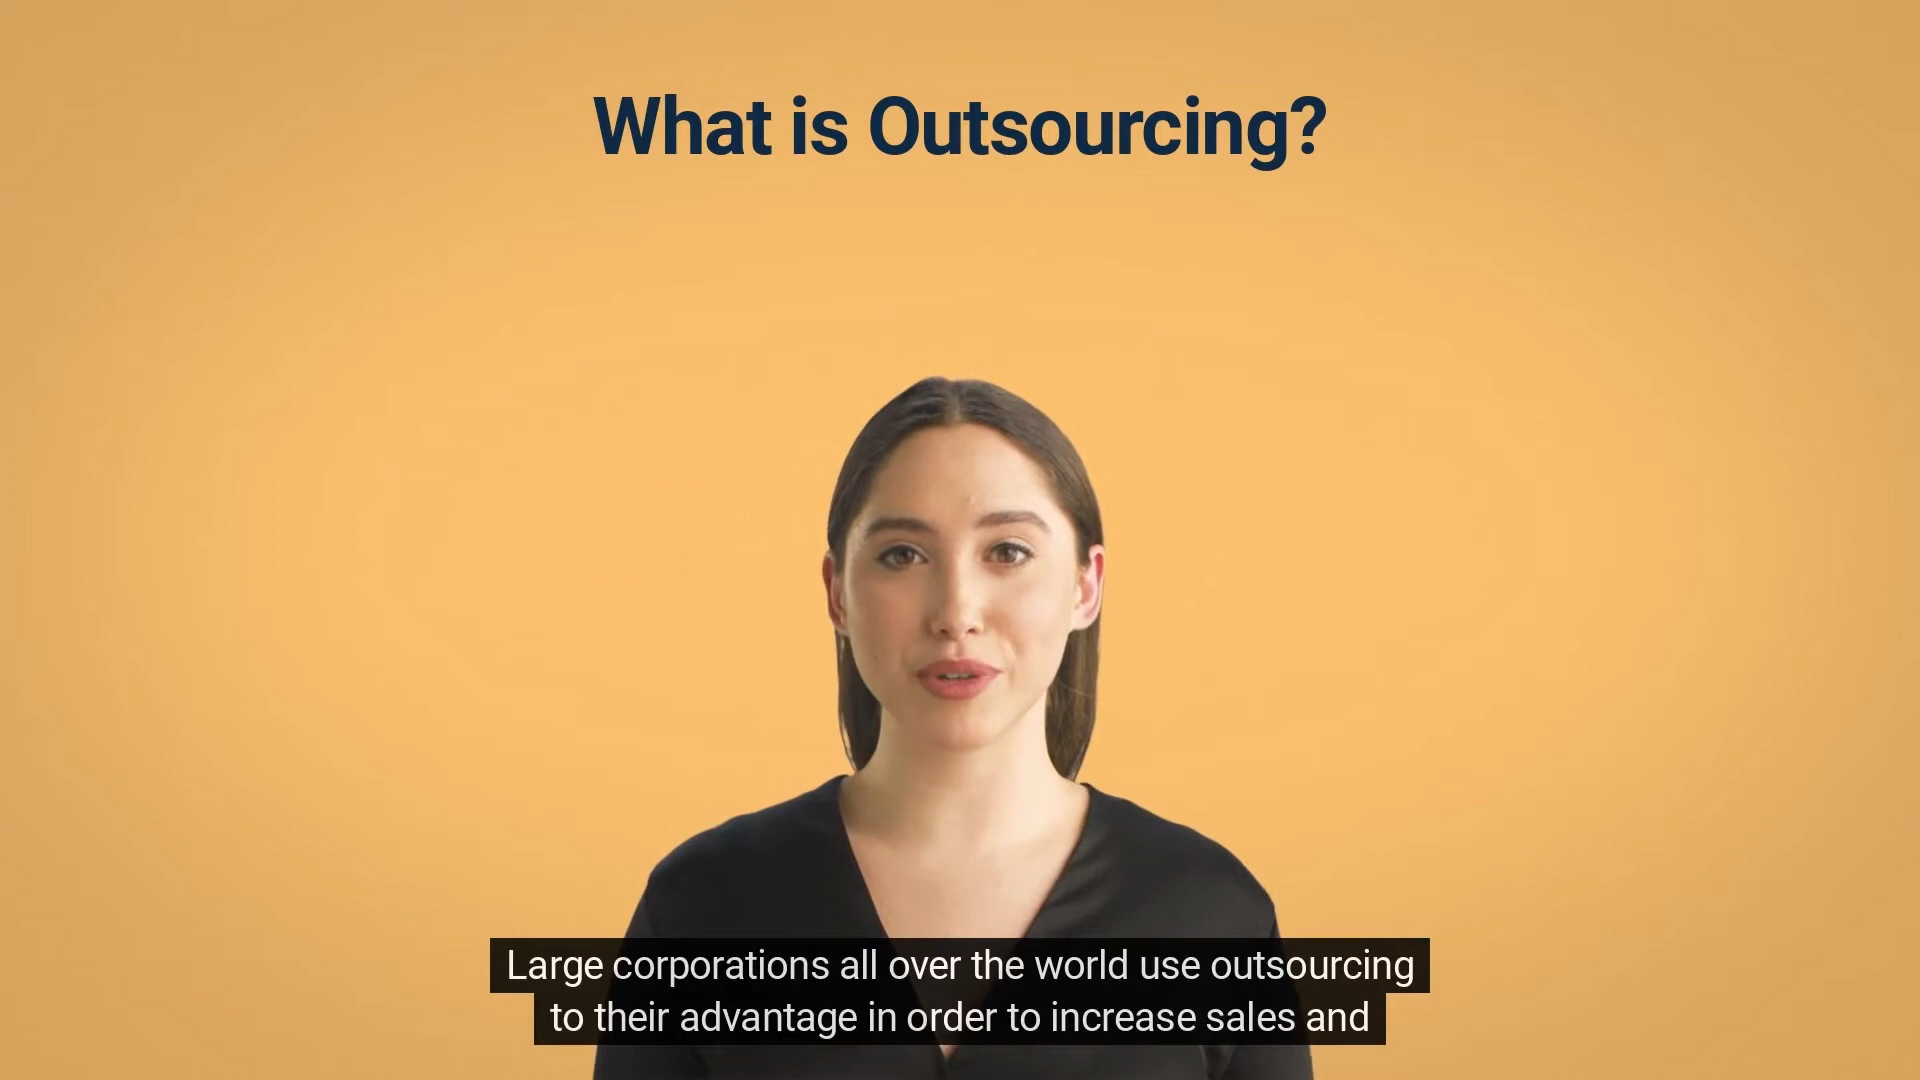 What is Outsourcing?
Large corporations all over the world use outsourcing
to their advantage in order to increase sales and